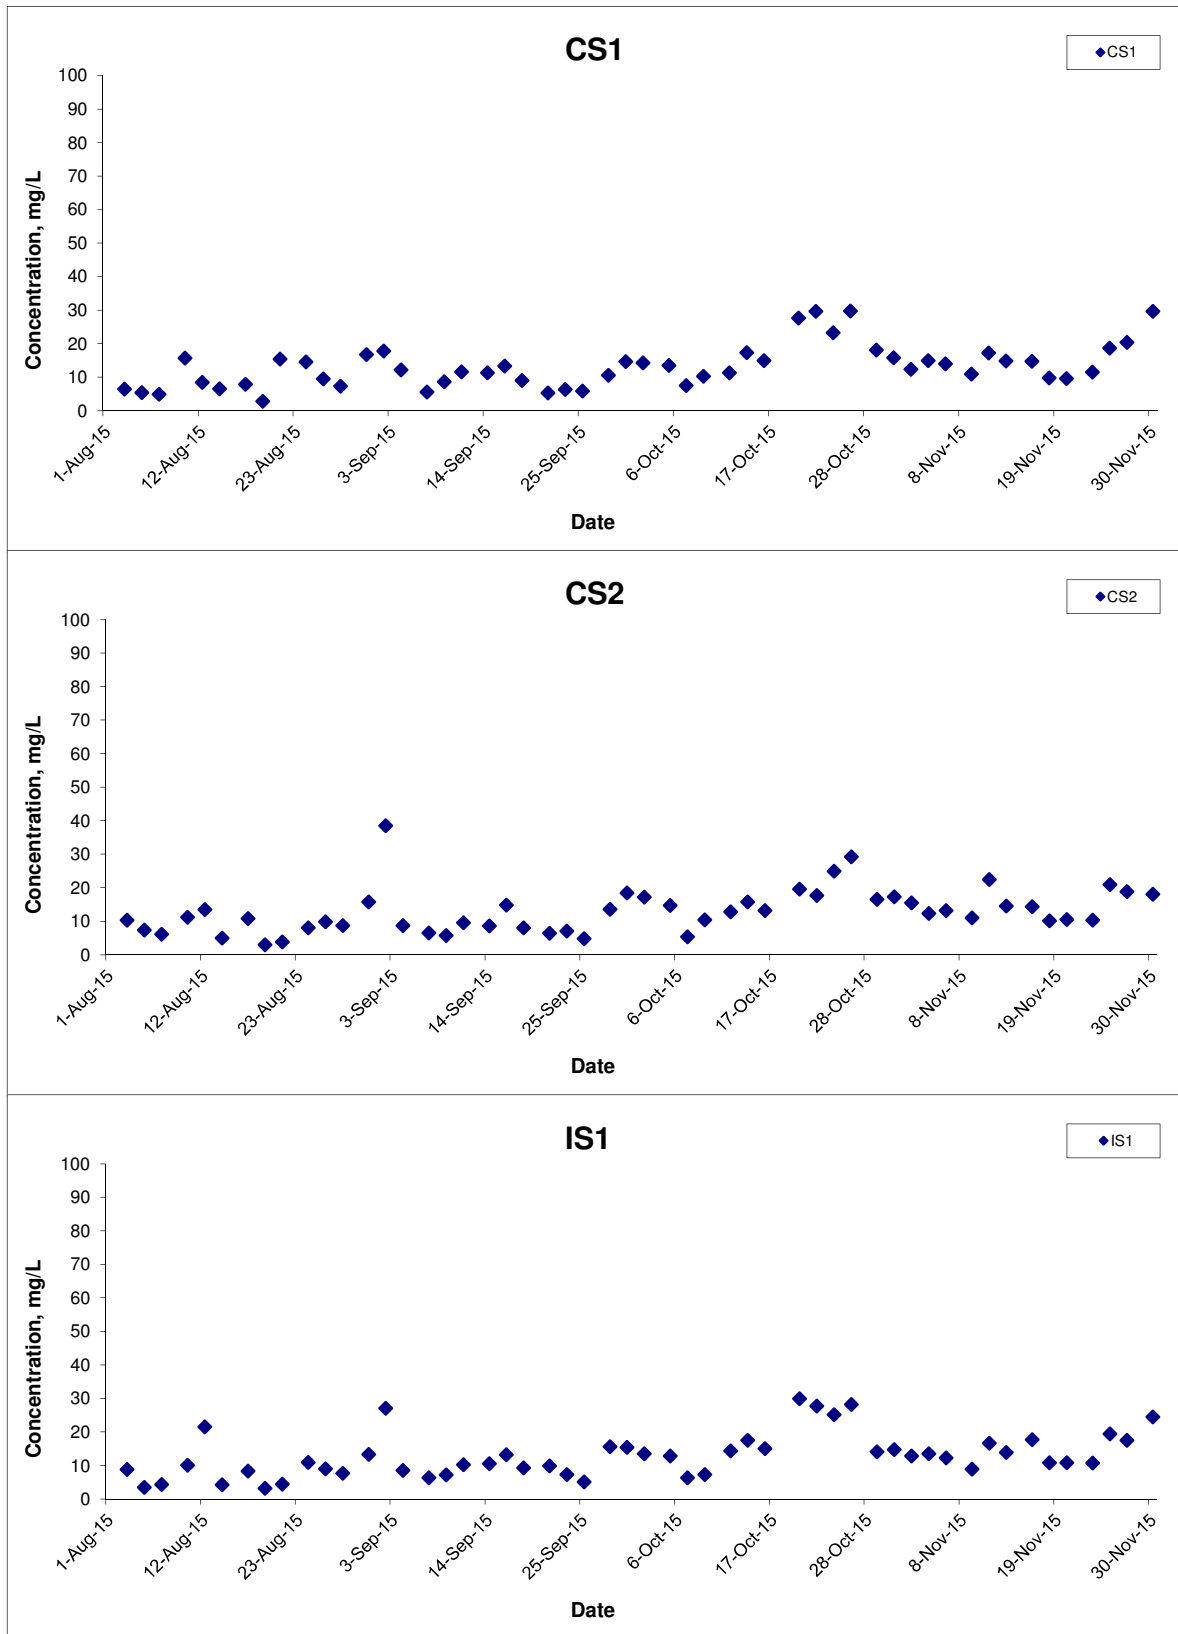 CS1
CS1
100
90
80
70
60
50
40
30
20
10
0
Concentration, mg/L
1-Aug-15
12-Aug-15
23-Aug-15
3-Sep-15
14-Sep-15
25-Sep-15
6-Oct-15
17-Oct-15
28-Oct-15
8-Nov-15
19-Nov-15
30-Nov-15
Date
CS2
CS2
100
90
80
70
60
50
40
30
20
10
0
Concentration, mg/L
1-Aug-15
12-Aug-15
23-Aug-15
3-Sep-15
14-Sep-15
25-Sep-15
6-Oct-15
17-Oct-15
28-Oct-15
8-Nov-15
19-Nov-15
30-Nov-15
Date
IS1
IS1
100
90
80
70
60
50
40
30
20
10
0
Concentration, mg/L
1-Aug-15
12-Aug-15
23-Aug-15
3-Sep-15
14-Sep-15
25-Sep-15
6-Oct-15
17-Oct-15
28-Oct-15
8-Nov-15
19-Nov-15
30-Nov-15
Date